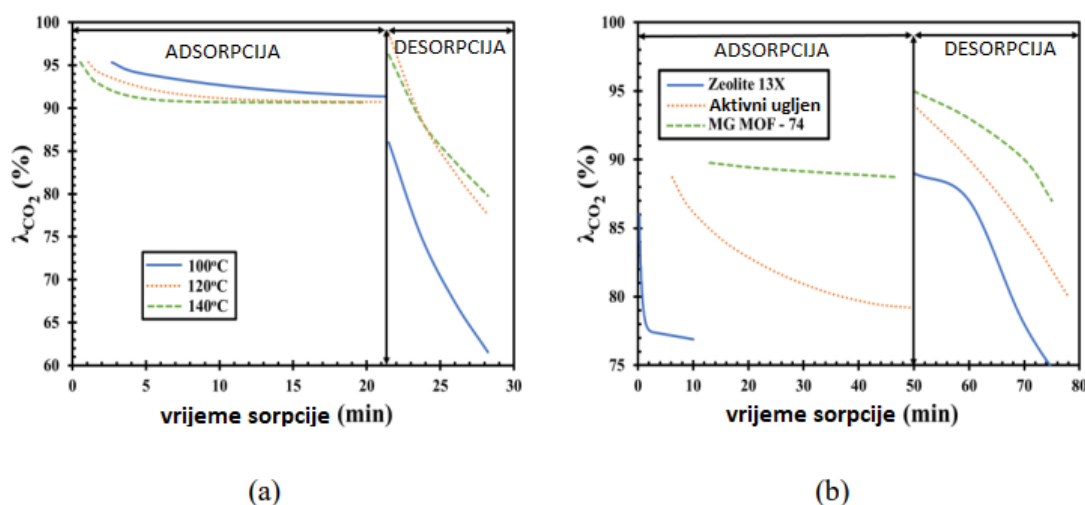 100
95
90
85
80
75
70
65
60
λCO2 (%)
ADSORPCIJA
DESORPCIJA
100°C
120°C
140°C
0 5 10 15 20 25 30
vrijeme sorpcije (min)
(a)
100
95
90
85
80
75
λCO2 (%)
ADSORPCIJA
DESORPCIJA
Zeolite 13X
Aktivni ugljen
MG MOF - 74
0 10 20 30 40 50 60 70 80
vrijeme sorpcije (min)
(b)